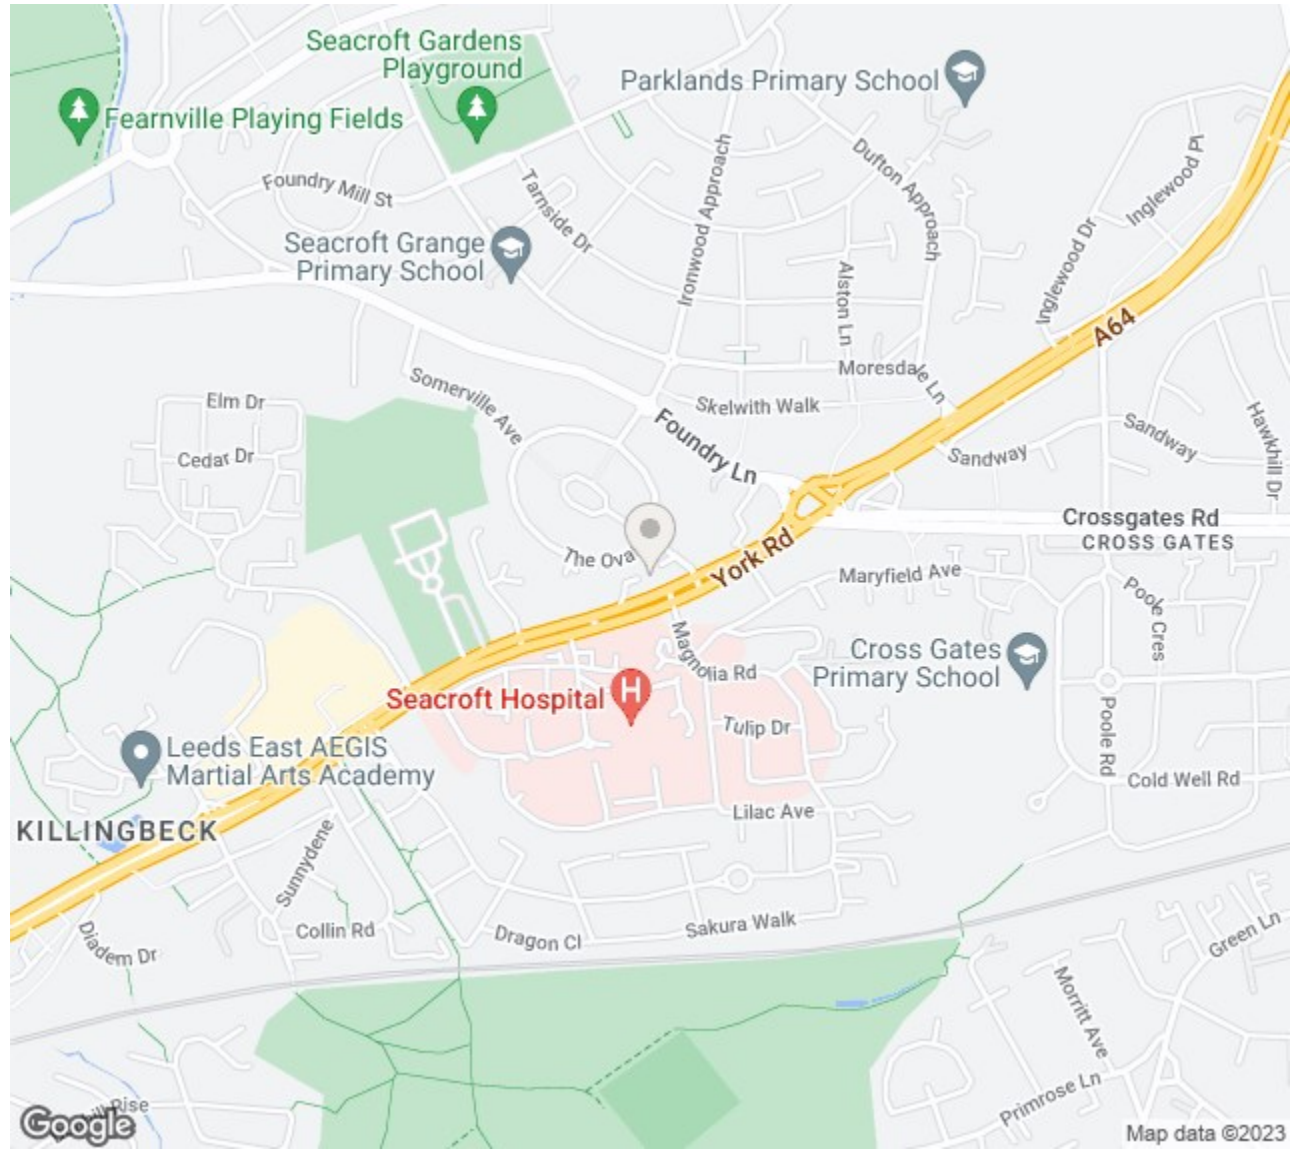 Seacroft Gardens
Playground
Parklands Primary School
Fearnville Playing Fields
Inglewood Pl
Dufton Approach
Foundry Mill St
Tarnside Dr
Ironwood Approach
Seacroft Grange
Primary School
Inglewood Dr
Alston Ln
A64
Moresdale Ln
Somerville Ave
Elm Dr
Skelwith Walk
Foundry Ln
Hawkhill Dr
Sandway
Sandway
Cedar Dr
Crossgates Rd
CROSS GATES
York Rd
The Ova
Maryfield Ave
Poole Cres
Magnolia Rd
Cross Gates
Primary School
Seacroft Hospital
H
Poole Rd
Tulip Dr
Leeds East AEGIS
Martial Arts Academy
Cold Well Rd
Lilac Ave
KILLINGBECK
Sunnydene
Collin Rd
Diadem Dr
Dragon Cl
Sakura Walk
Green Ln
Morritt Ave
Primrose Ln
Rise
Google
Map data ©2023